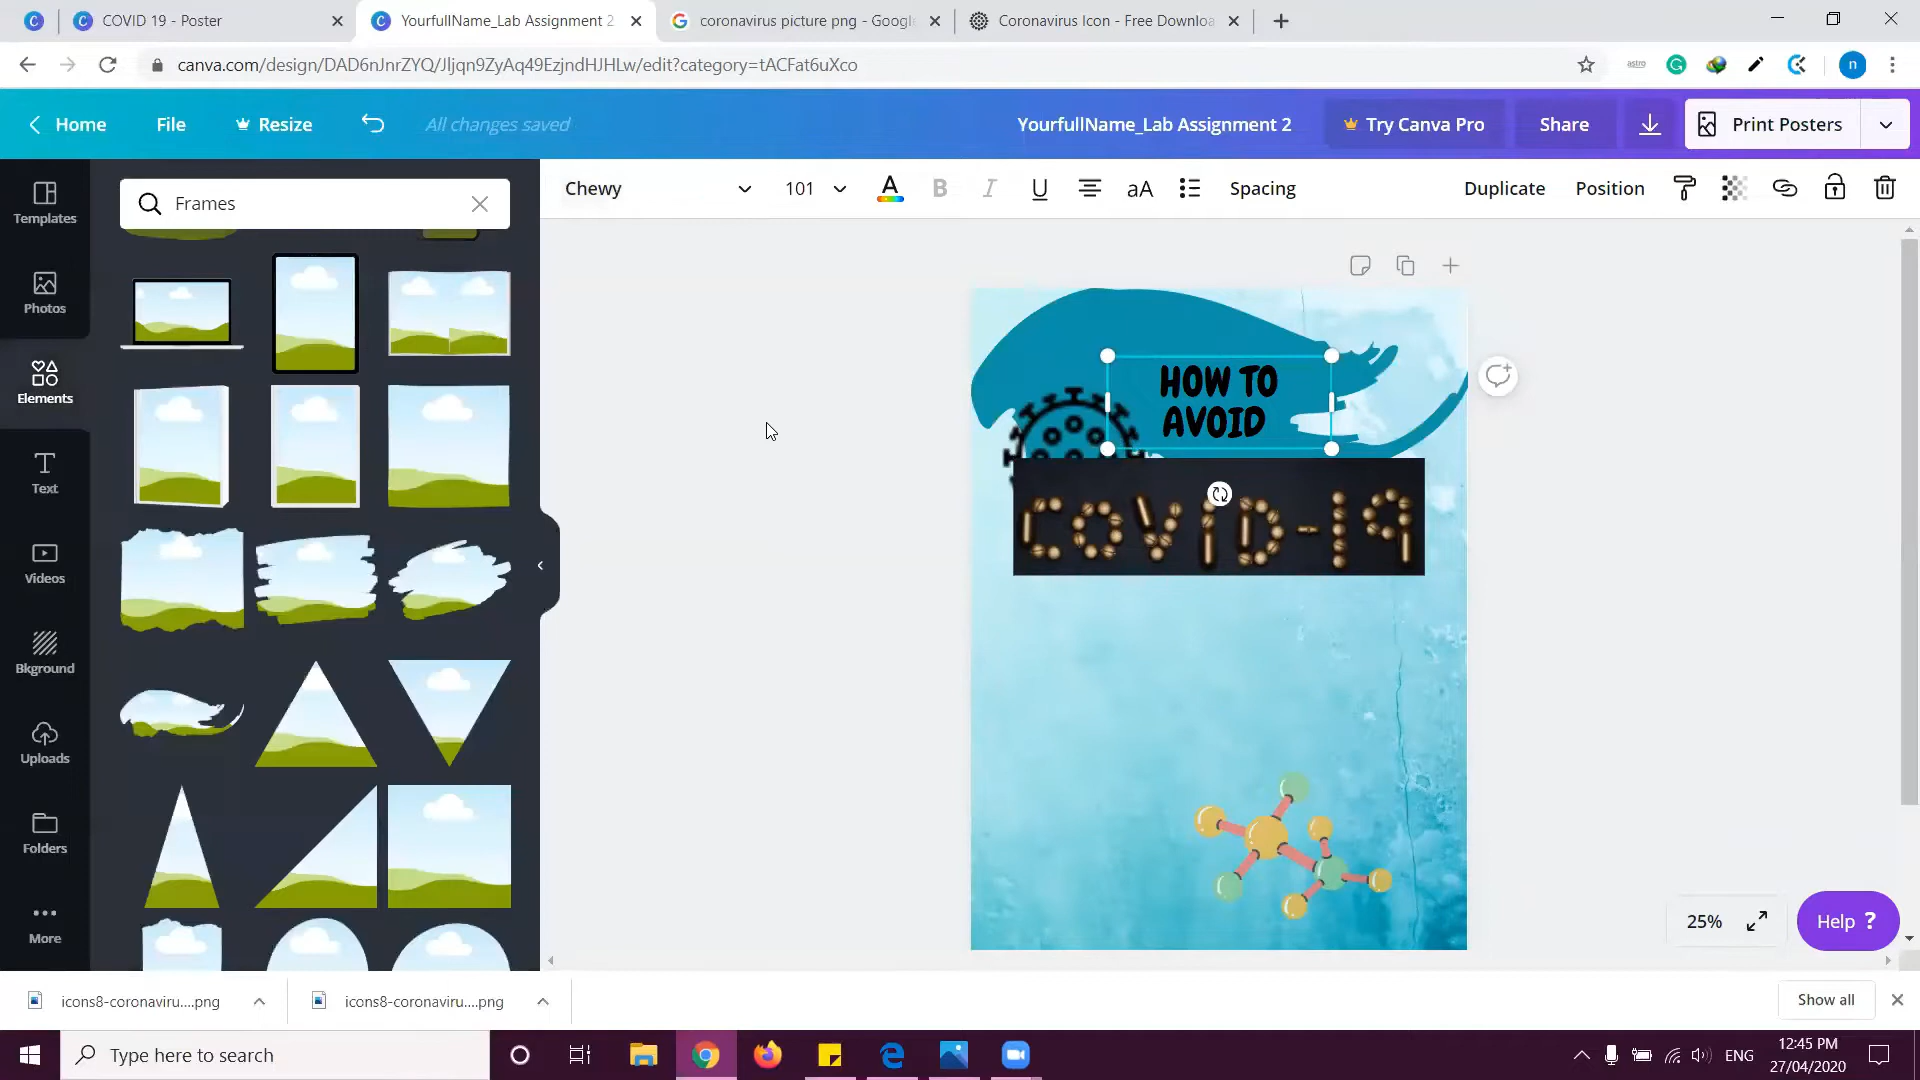 COVID 19 - Poster
YourfullName_Lab Assignment 2
coronavirus picture png - Googl
Coronavirus Icon - Free Downloa
canva.com/design/DAD6nJnrZYQ/Jljqn9ZyAq49EzjndHJHLw/edit?category=tACFat6uXco
astro
n
Home
File
Resize
All changes saved
YourfullName_Lab Assignment 2
Try Canva Pro
Share
Print Posters
Templates
Photos
Elements
Text
Videos
Bkground
Uploads
Folders
More
Frames
Chewy
101
A
B
I
U
aA
Spacing
Duplicate
Position
HOW TO
AVOID
COVID-19
25%
Help ?
icons8-coronaviru....png
icons8-coronaviru....png
Show all
Type here to search
ENG
12:45 PM
27/04/2020